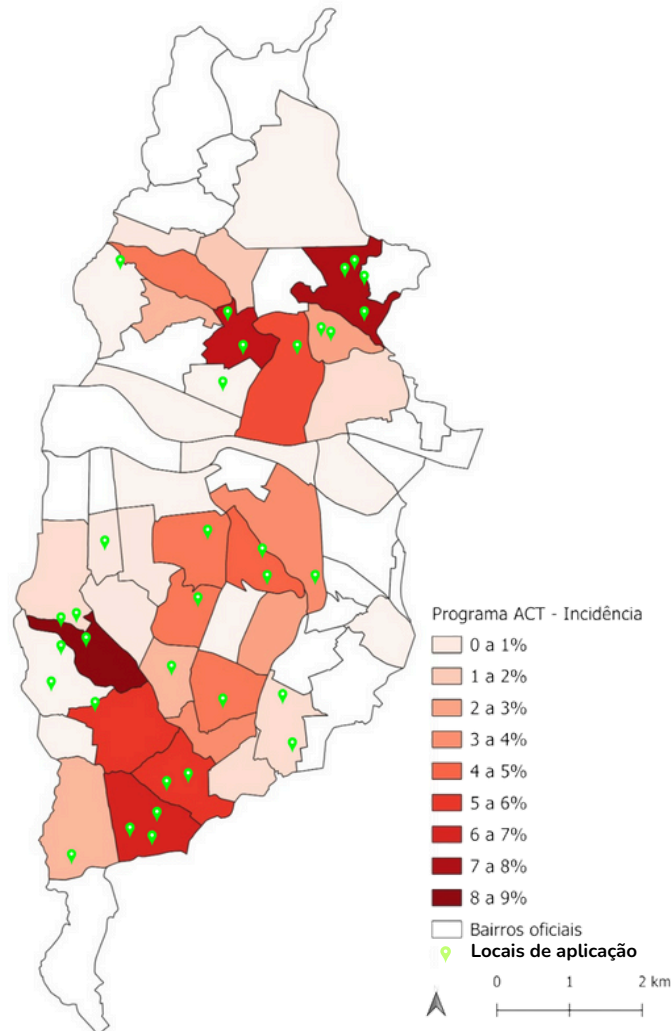 Programa ACT - Incidência
0 a 1%
1 a 2%
2 a 3%
3 a 4%
4 a 5%
5 a 6%
6 a 7%
7 a 8%
8 a 9%
Bairros oficiais
Locais de aplicação
0 1 2 km